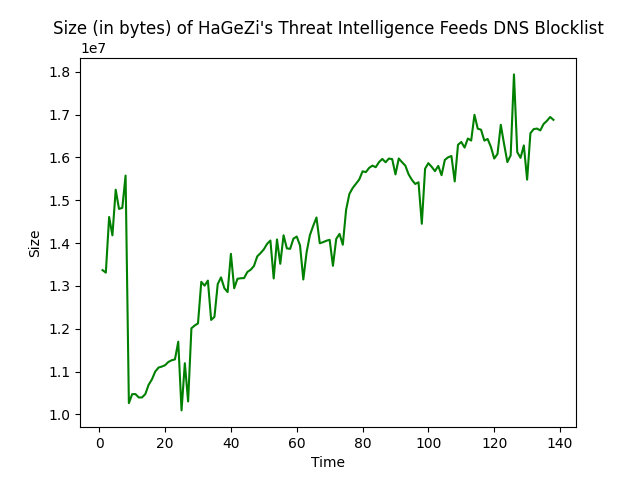 Size (in bytes) of HaGeZi's Threat Intelligence Feeds DNS Blocklist
1e7
1.8
1.7
1.6
1.5
1.4
1.3
1.2
1.1
1.0
Size
0 20 40 60 80 100 120 140
Time